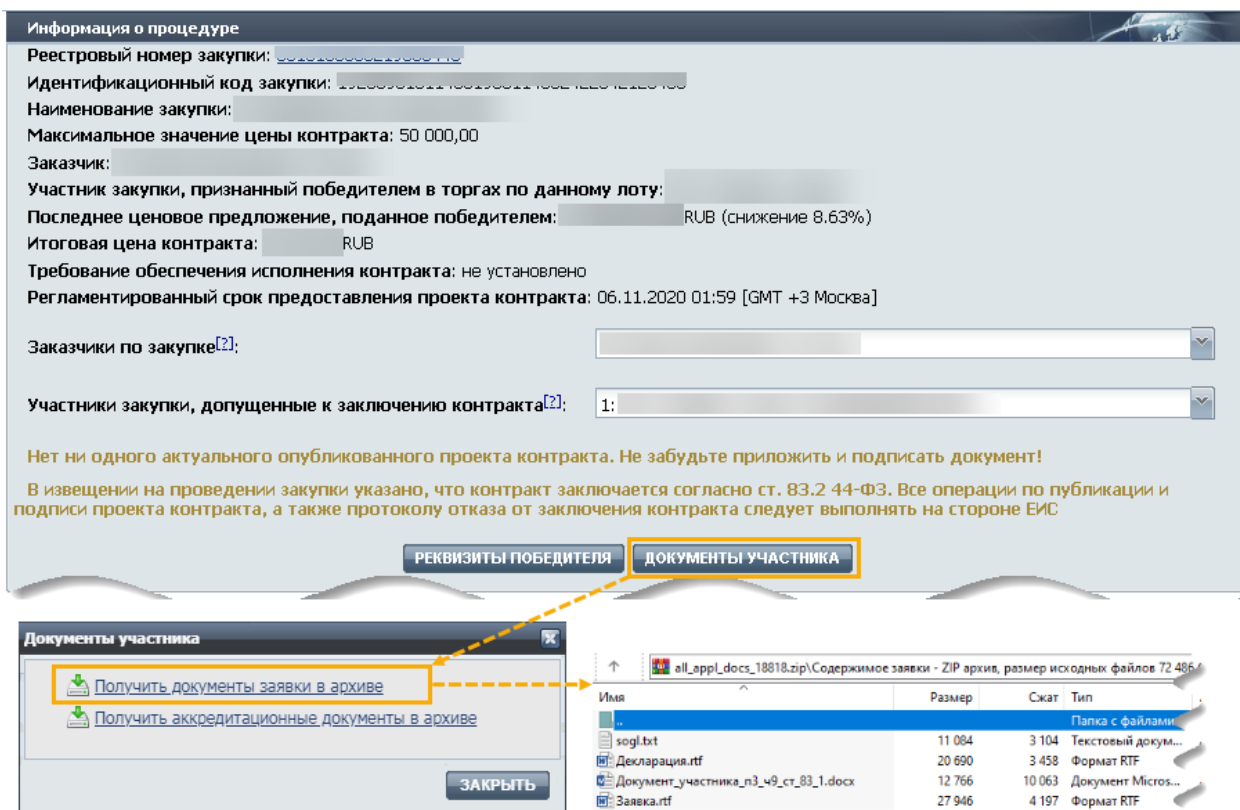 Информация о процедуре
Реестровый номер закупки:
Идентификационный код закупки:
Наименование закупки:
Максимальное значение цены контракта: 50 000,00
Заказчик:
Участник закупки, признанный победителем в торгах по данному лоту:
Последнее ценовое предложение, поданное победителем: RUB (снижение 8.63%)
Итоговая цена контракта: RUB
Требование обеспечения исполнения контракта: не установлено
Регламентированный срок предоставления проекта контракта: 06.11.2020 01:59 [GMT +3 Москва]
Заказчики по закупке[?]:
Участники закупки, допущенные к заключению контракта[?]: 1:
Нет ни одного актуального опубликованного проекта контракта. Не забудьте приложить и подписать документ!
В извещении на проведении закупки указано, что контракт заключается согласно ст. 83.2 44-ФЗ. Все операции по публикации и
подписи проекта контракта, а также протоколу отказа от заключения контракта следует выполнять на стороне ЕИС
РЕКВИЗИТЫ ПОБЕДИТЕЛЯ ДОКУМЕНТЫ УЧАСТНИКА
Документы участника
Получить документы заявки в архиве
Получить аккредитационные документы в архиве
ЗАКРЫТЬ
all_appl_docs_18818.zip\Содержимое заявки - ZIP архив, размер исходных файлов 72 486
Имя Размер Сжат Тип
.. Папка с файлами
sogl.txt 11 084 3 104 Текстовый докум...
Декларация.rtf 20 690 3 458 Формат RTF
Документ_участника_п3_ч9_ст_83_1.docx 12 766 10 063 Документ Micros...
Заявка.rtf 27 946 4 197 Формат RTF